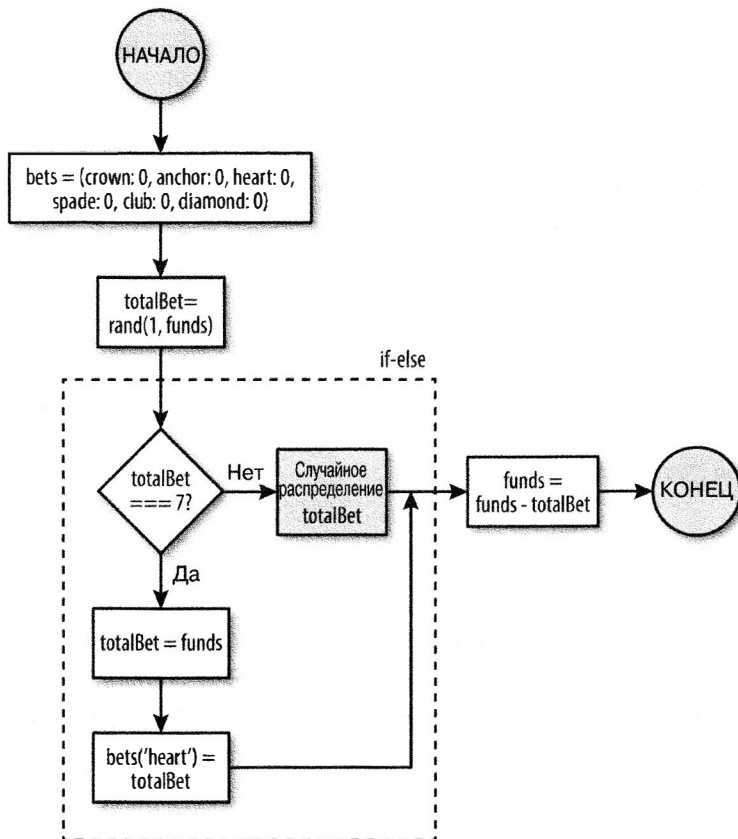 НАЧАЛО
bets = (crown: 0, anchor: 0, heart: 0,
spade: 0, club: 0, diamond: 0)
totalBet=
rand(1, funds)
if-else
totalBet
=== 7?
Нет
Случайное
распределение
totalBet
funds =
funds - totalBet
КОНЕЦ
Да
totalBet = funds
bets('heart') =
totalBet